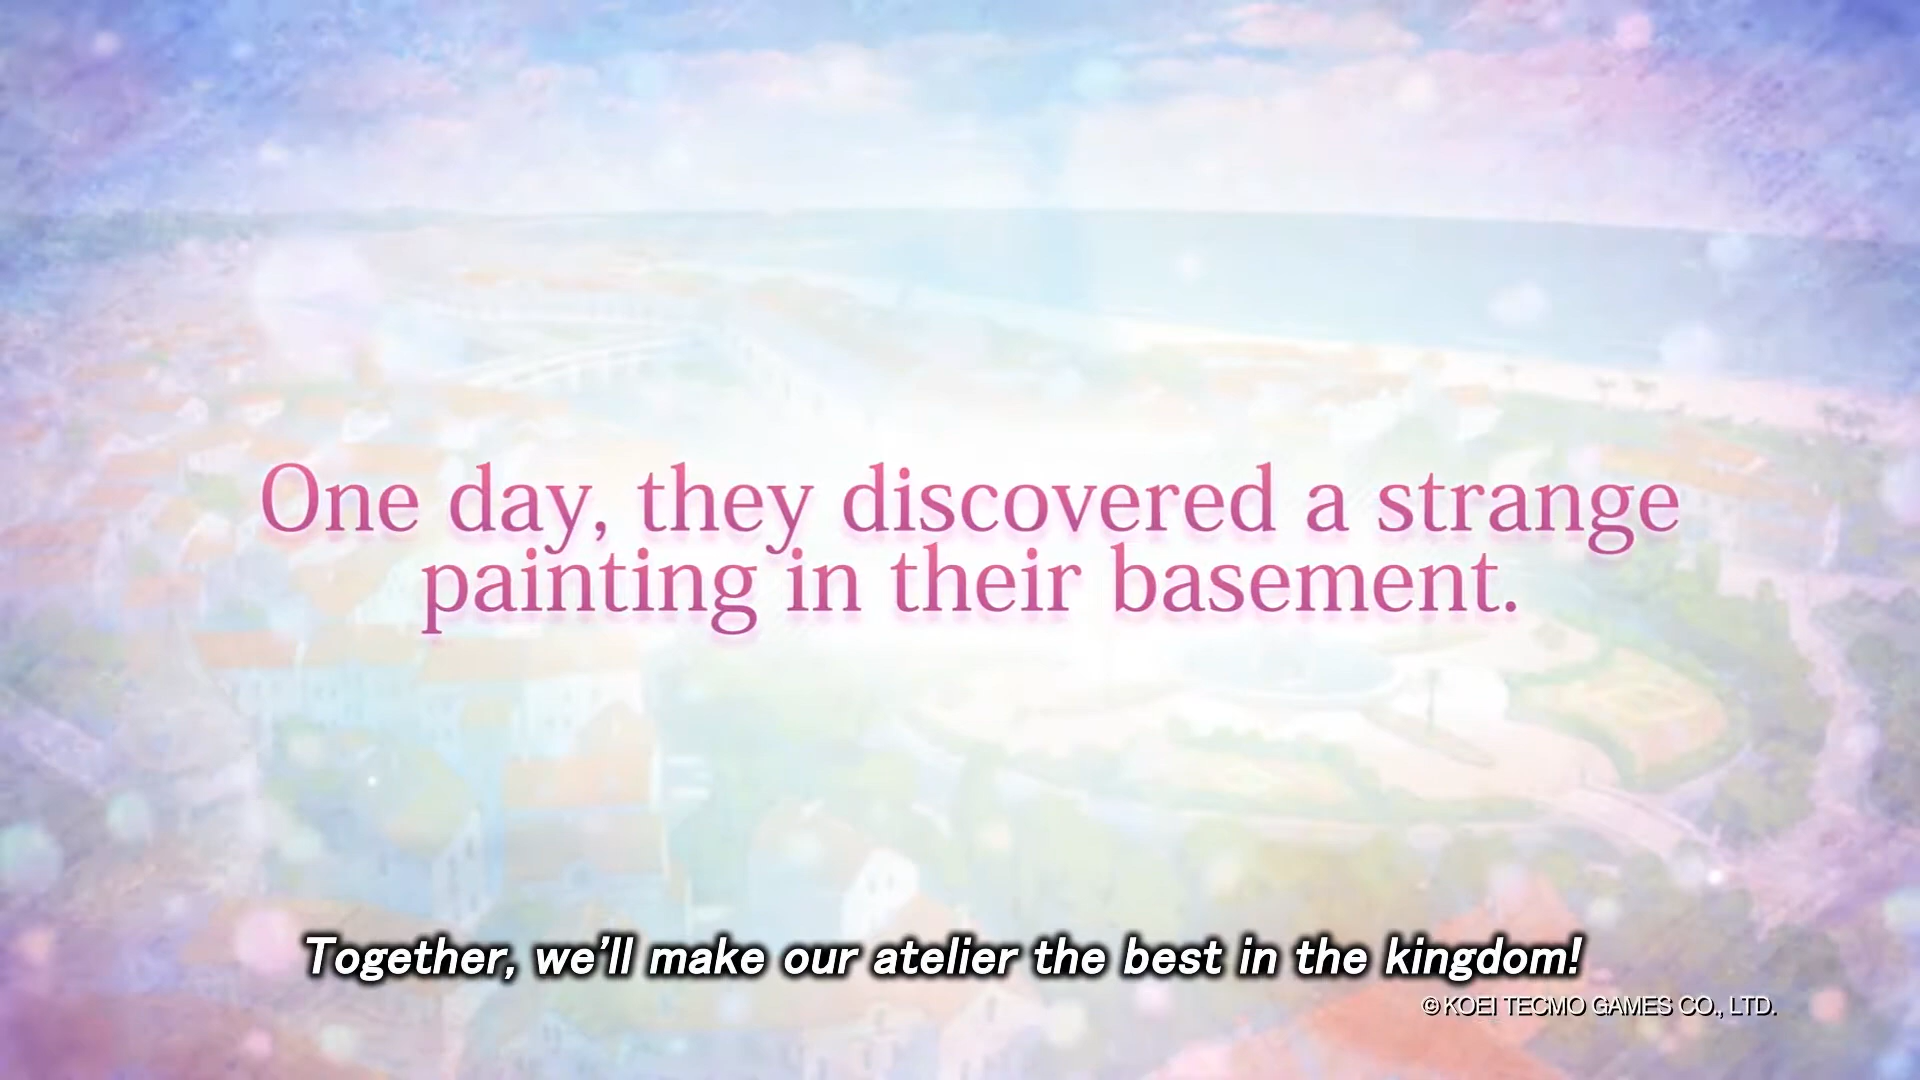 One day, they discovered a strange
painting in their basement.
Together, we’ll make our atelier the best in the kingdom!
© KOEI TECMO GAMES CO., LTD.